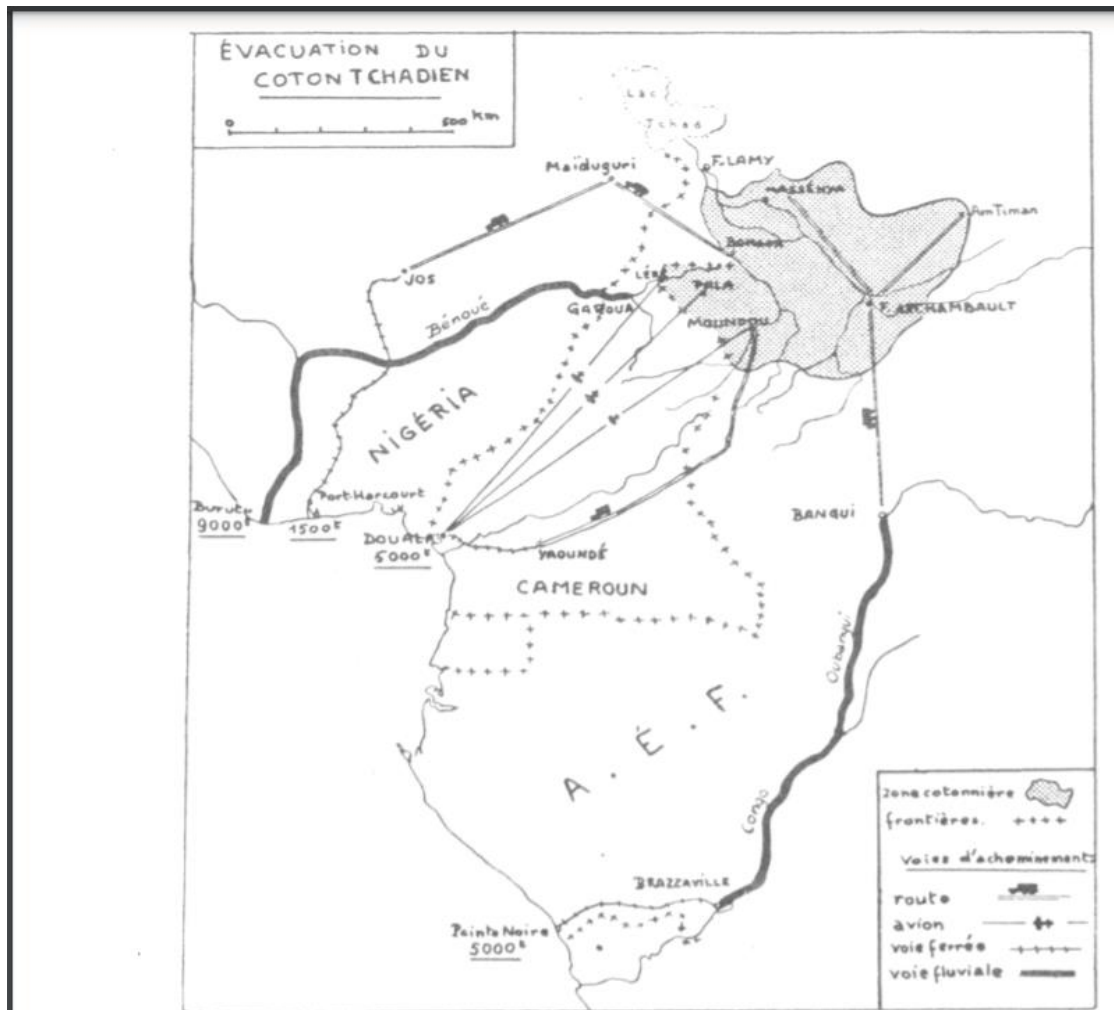 ÉVACUATION DU
COTON TCHADIEN
0 500 km
Lac
Tchad
F. LAMY
Maïduguri
MASSÉNYA
Am Timan
BONGOR
JOS
LÉRÉ
PALA
Bénoué
GAROUA
F. ARCHAMBAULT
MOUNDOU
NIGÉRIA
Port-Harcourt
Burutu
9000t
1500t
BANGUI
DOUALA
5000t
YAOUNDÉ
CAMEROUN
Oubangui
A. É. F.
Congo
zone cotonnière
frontières.
voies d'acheminement
route
avion
voie ferrée
voie fluviale
BRAZZAVILLE
Pointe Noire
5000t